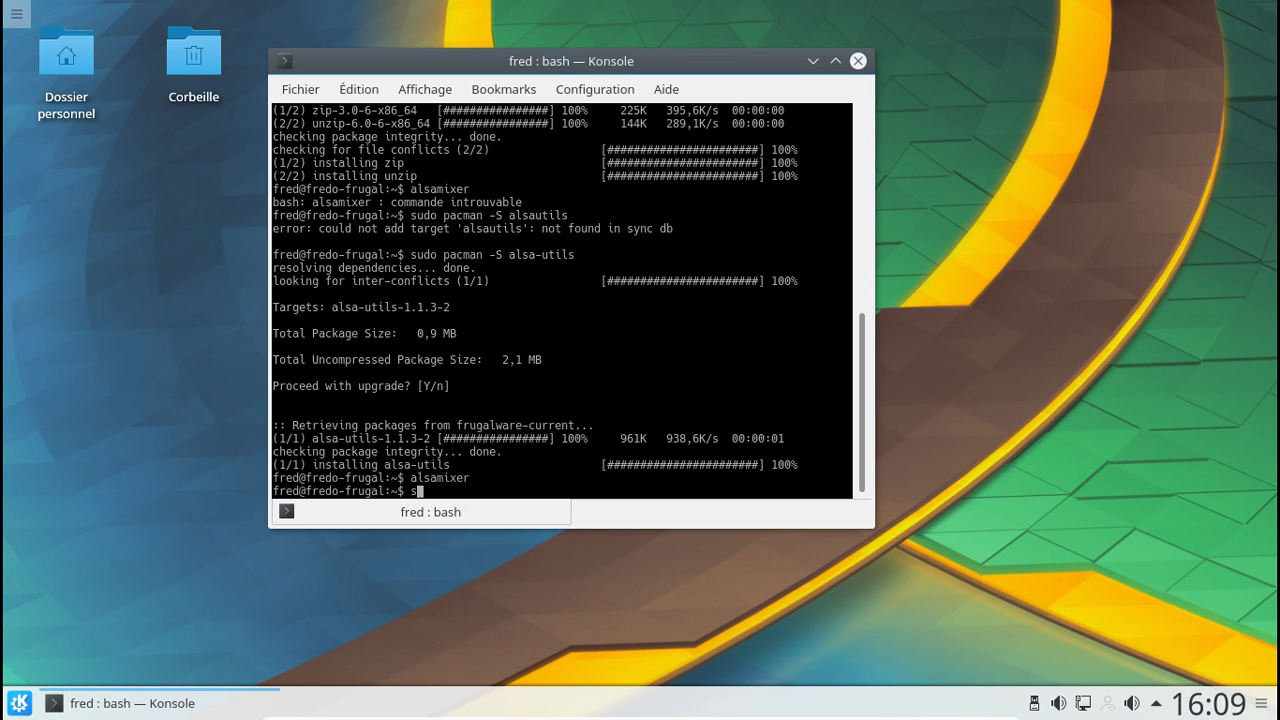 Dossier
personnel
Corbeille
fred : bash — Konsole
Fichier Édition Affichage Bookmarks Configuration Aide
(1/2) zip-3.0-6-x86_64   [################] 100%     225K   395,6K/s  00:00:00
(2/2) unzip-6.0-6-x86_64 [################] 100%     144K   289,1K/s  00:00:00
checking package integrity... done.
checking for file conflicts (2/2)                 [#######################] 100%
(1/2) installing zip                              [#######################] 100%
(2/2) installing unzip                            [#######################] 100%
fred@fredo-frugal:~$ alsamixer
bash: alsamixer : commande introuvable
fred@fredo-frugal:~$ sudo pacman -S alsautils
error: could not add target 'alsautils': not found in sync db
fred@fredo-frugal:~$ sudo pacman -S alsa-utils
resolving dependencies... done.
looking for inter-conflicts (1/1)                 [#######################] 100%
Targets: alsa-utils-1.1.3-2
Total Package Size:   0,9 MB
Total Uncompressed Package Size:   2,1 MB
Proceed with upgrade? [Y/n]
:: Retrieving packages from frugalware-current...
(1/1) alsa-utils-1.1.3-2 [################] 100%     961K   938,6K/s  00:00:01
checking package integrity... done.
(1/1) installing alsa-utils                       [#######################] 100%
fred@fredo-frugal:~$ alsamixer
fred@fredo-frugal:~$ s
fred : bash
fred : bash — Konsole
16:09